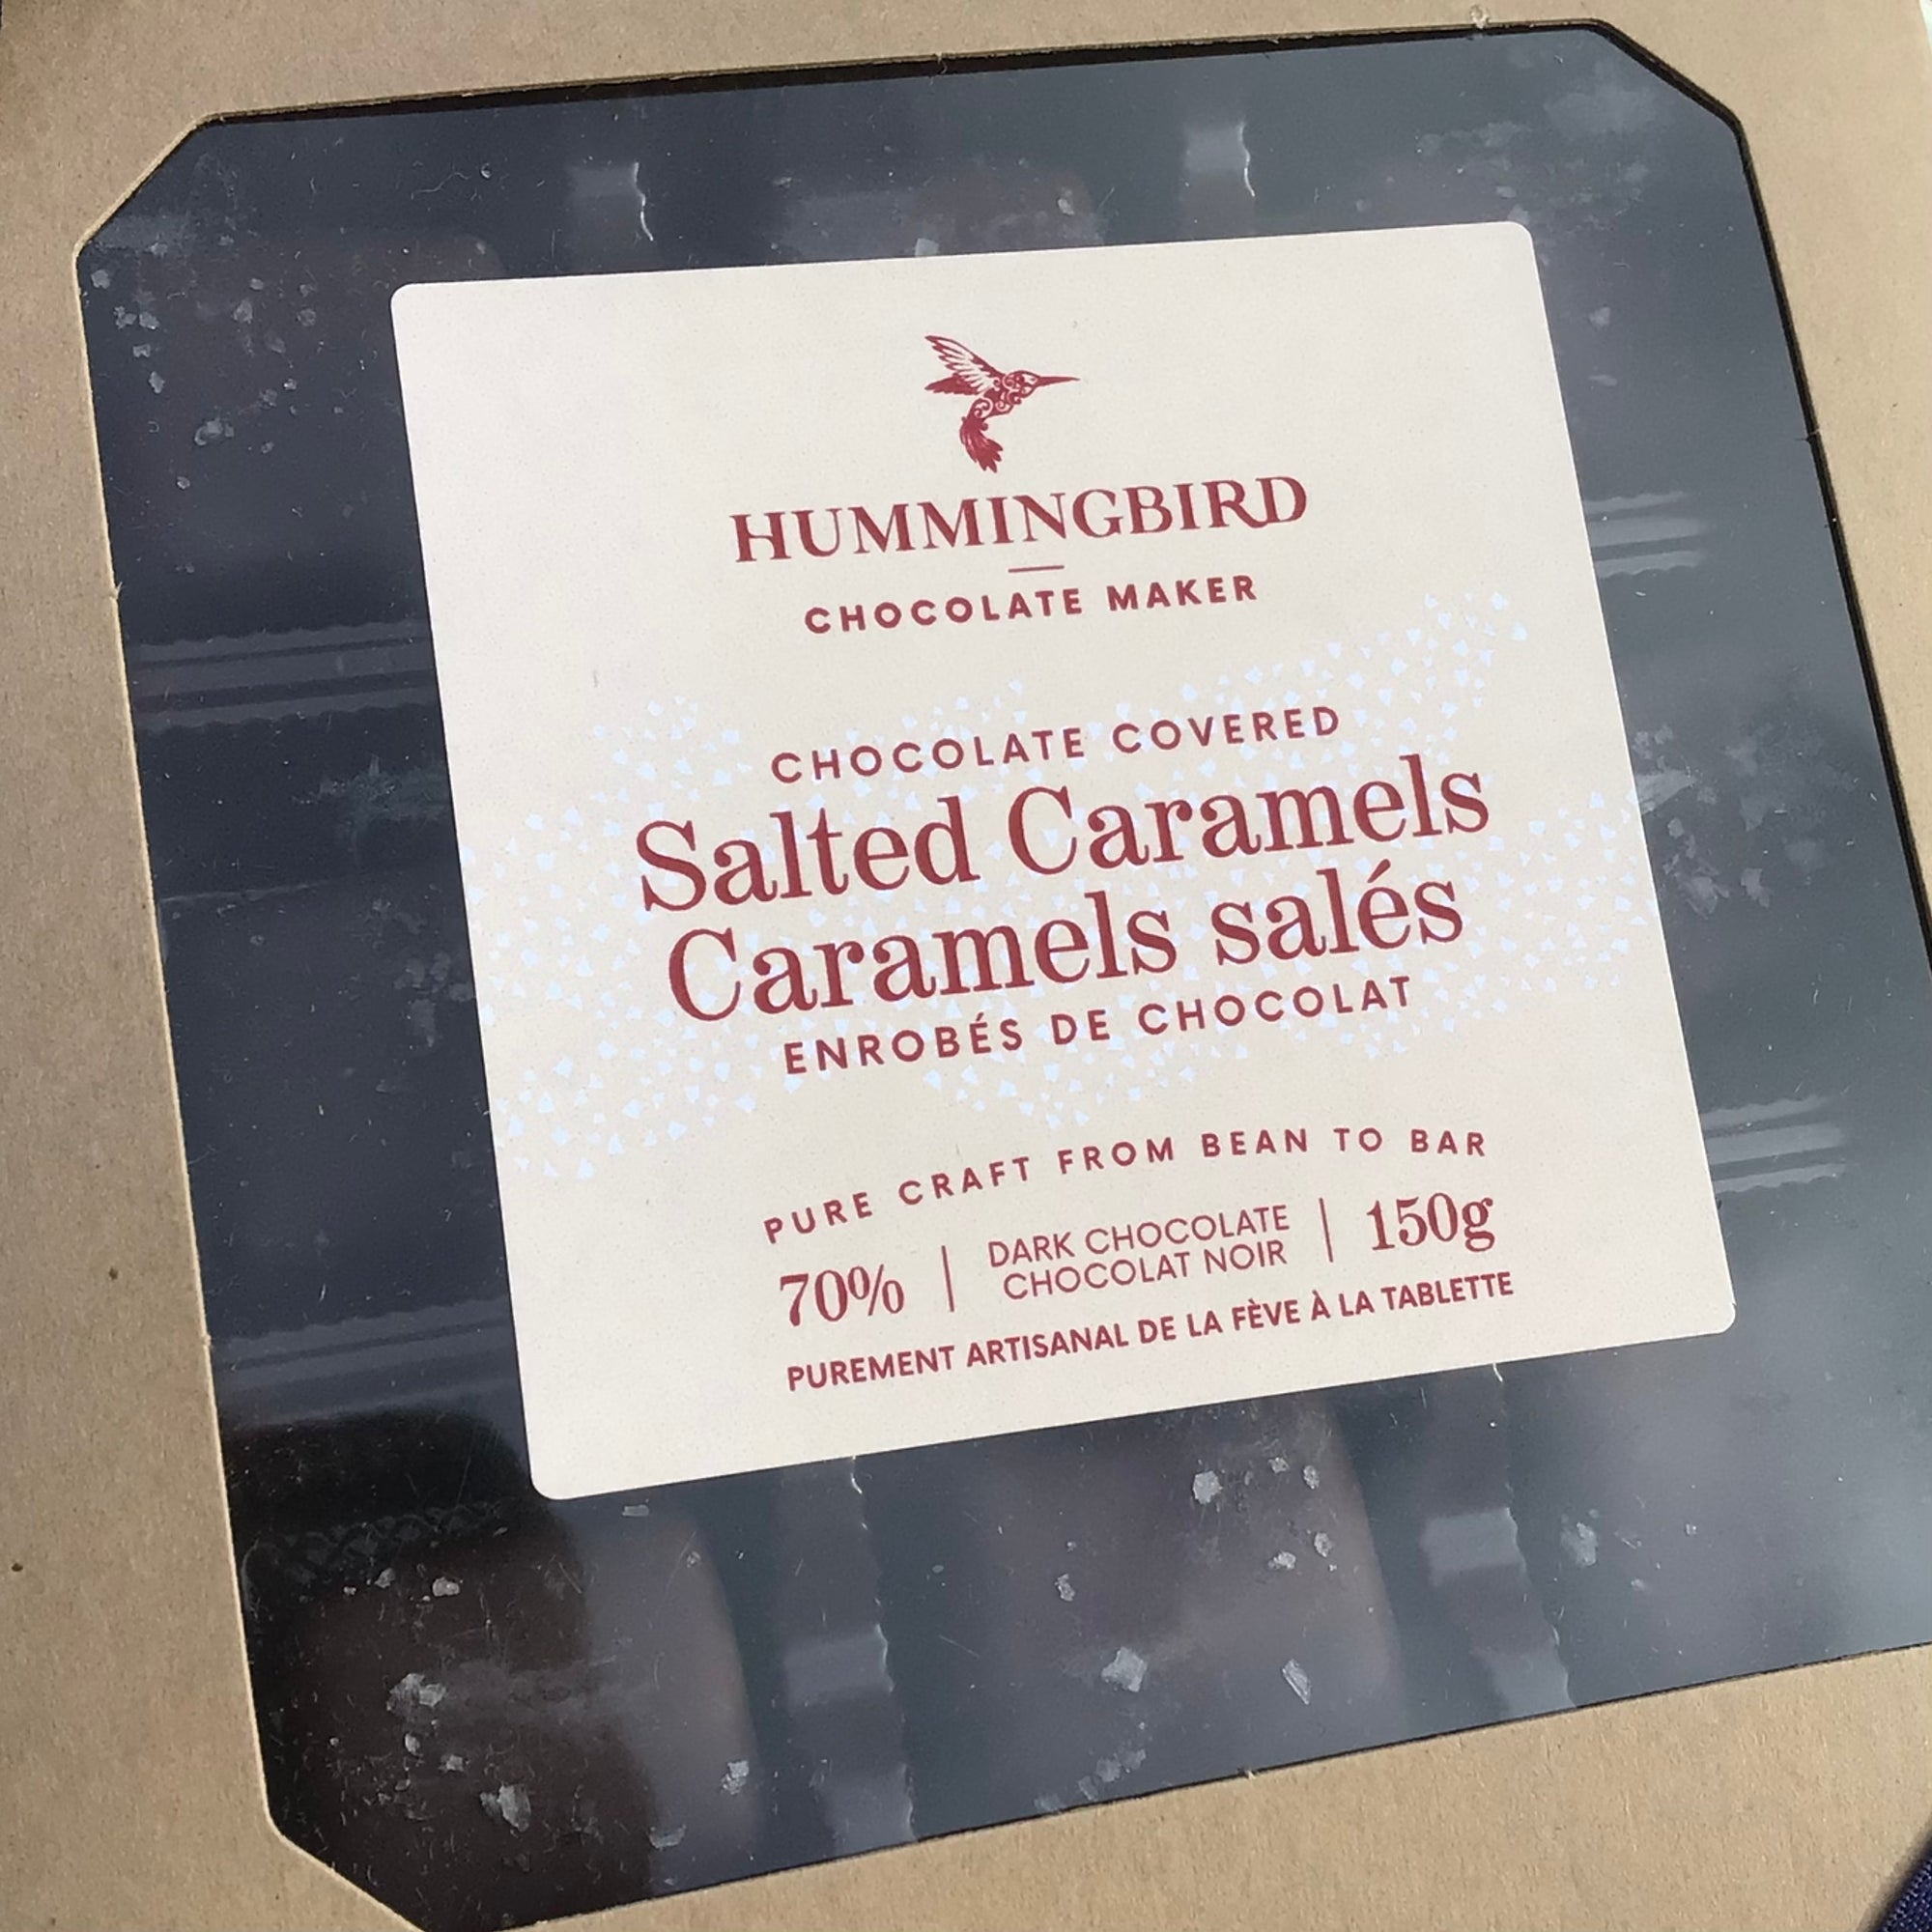 HUMMINGBIRD
CHOCOLATE MAKER
CHOCOLATE COVERED
Salted Caramels
Caramels salés
ENROBÉS DE CHOCOLAT
PURE CRAFT FROM BEAN TO BAR
70% | DARK CHOCOLATE | 150g
CHOCOLAT NOIR
PUREMENT ARTISANAL DE LA FÈVE À LA TABLETTE